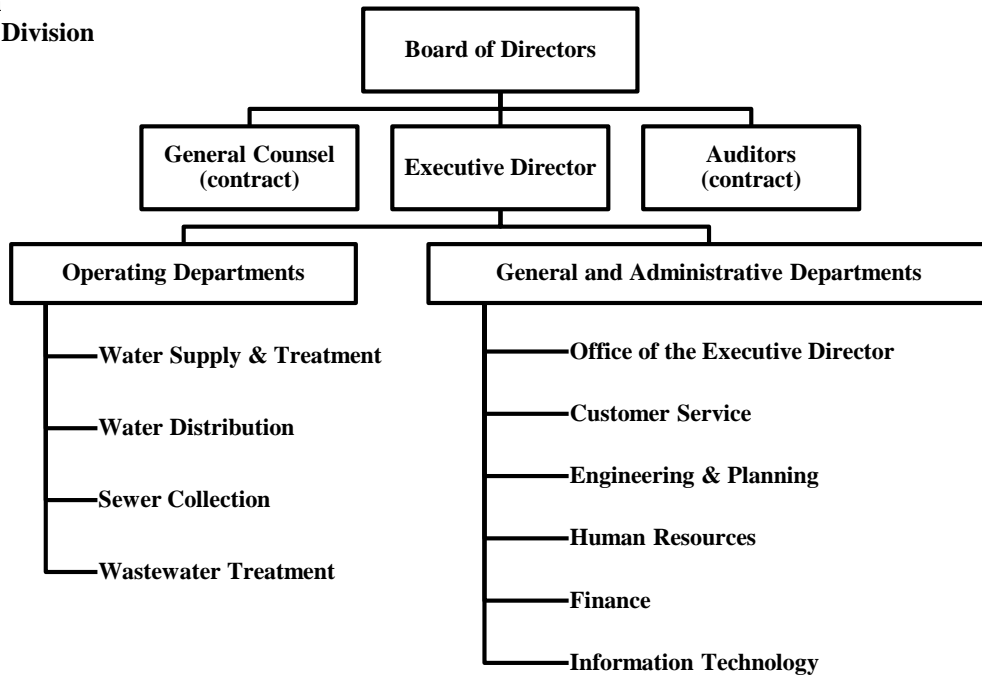 Division
Board of Directors
General Counsel
(contract)
Executive Director
Auditors
(contract)
Operating Departments
General and Administrative Departments
Water Supply & Treatment
Water Distribution
Sewer Collection
Wastewater Treatment
Office of the Executive Director
Customer Service
Engineering & Planning
Human Resources
Finance
Information Technology